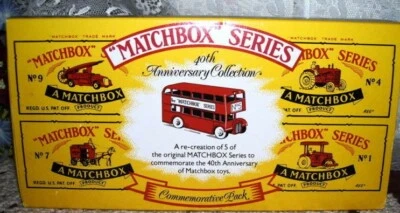 MATCHBOX TRADE MARK
"MATCHBOX" SERIES
MATCHBOX TRADE MARK
"MATCHBOX" SERIES
40th
Anniversary Collection
"MATCHBOX" SERIES
No 9
A MATCHBOX
REGD U.S. PAT OFF. PRODUCT
No 4
A MATCHBOX
PRODUCT
A re-creation of 5 of
the original MATCHBOX Series to
commemorate the 40th Anniversary
of Matchbox toys.
"MATCHBOX" SERIES
No 7
A MATCHBOX
REGD U.S. PAT OFF. PRODUCT
"MATCHBOX" SERIES
No 1
A MATCHBOX
PRODUCT
Commemorative Pack